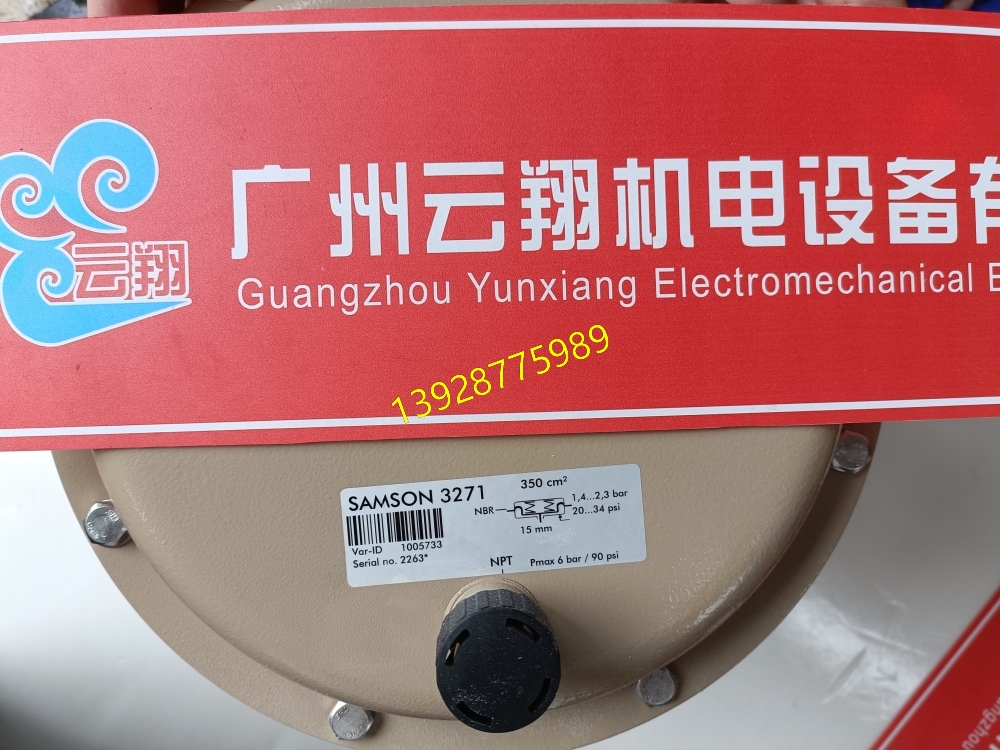 云翔
广州云翔机电设备有
Guangzhou Yunxiang Electromechanical E
13928775989
SAMSON 3271
350 cm²
NBR
1,4...2,3 bar
20...34 psi
15 mm
Var-ID 1005733
Serial no. 2263*
NPT
Pmax 6 bar / 90 psi
ngzhou